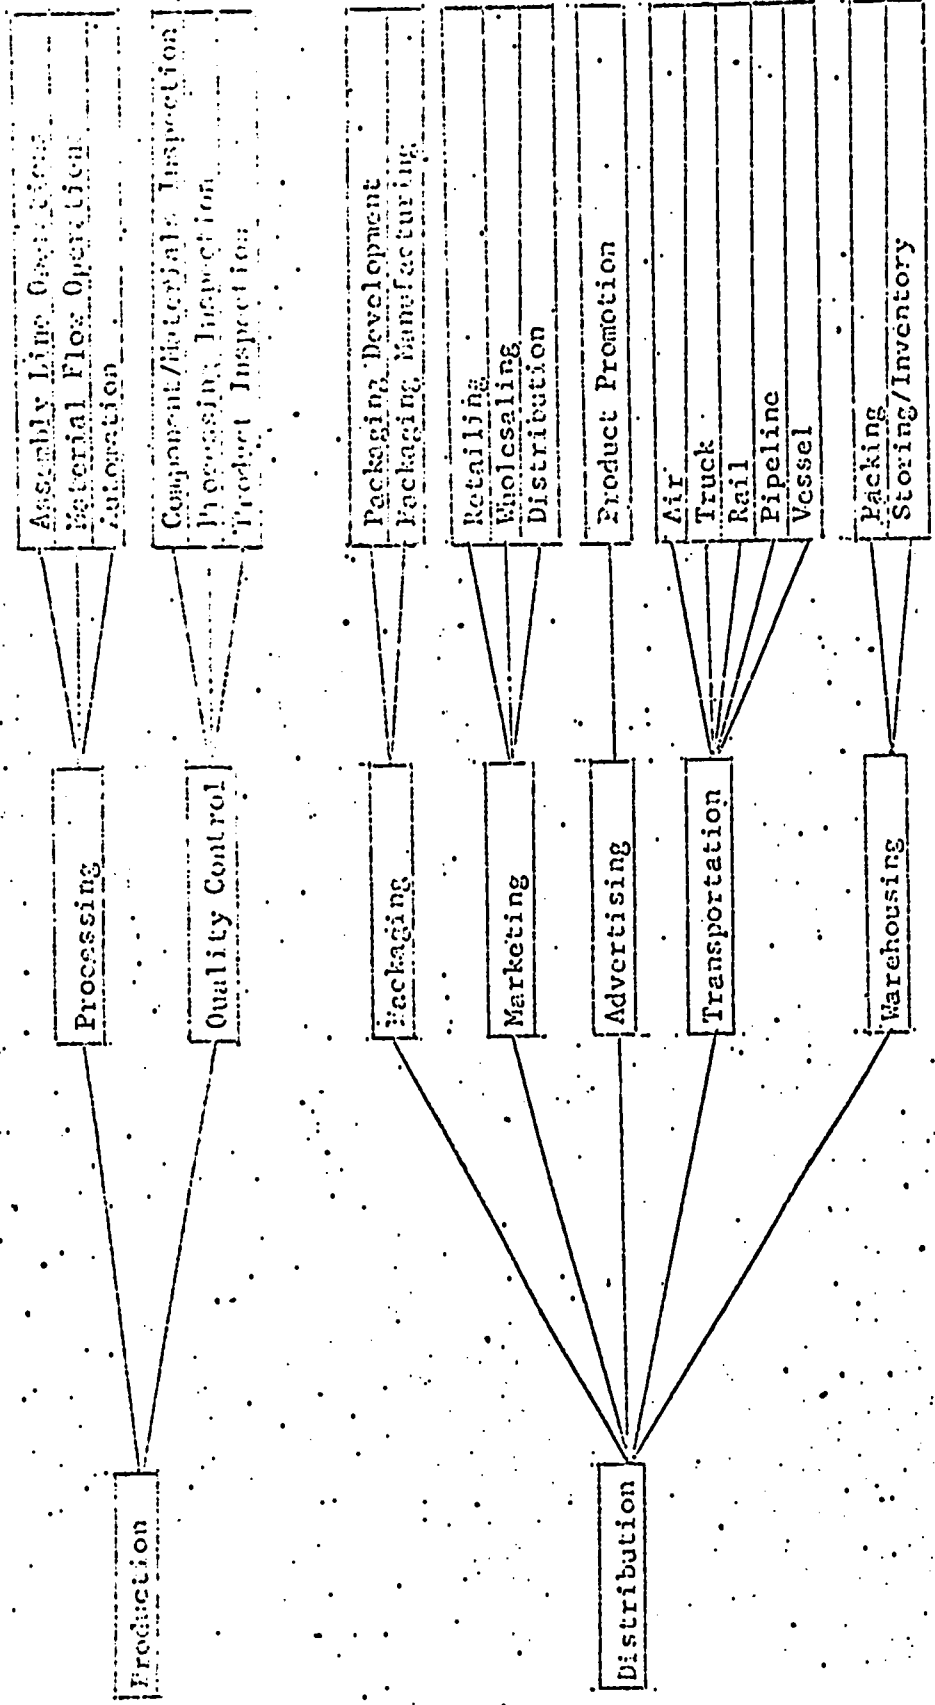 Production
Processing
Assembly Line Operation
Material Flow Operation
Automation
Quality Control
Component/Materials Inspection
Processing Inspection
Product Inspection
Distribution
Packaging
Packaging Development
Packaging Manufacturing
Marketing
Retailing
Wholesaling
Distribution
Advertising
Product Promotion
Transportation
Air
Truck
Rail
Pipeline
Vessel
Warehousing
Packing
Storing/Inventory